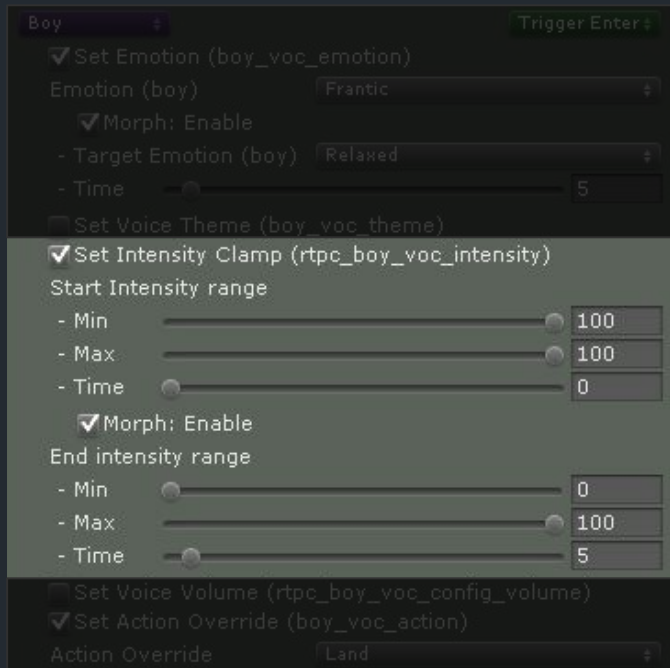 Boy Trigger Enter
Set Emotion (boy_voc_emotion)
Emotion (boy) Frantic
Morph: Enable
- Target Emotion (boy) Relaxed
- Time 5
Set Voice Theme (boy_voc_theme)
Set Intensity Clamp (rtpc_boy_voc_intensity)
Start Intensity range
- Min 100
- Max 100
- Time 0
Morph: Enable
End intensity range
- Min 0
- Max 100
- Time 5
Set Voice Volume (rtpc_boy_voc_config_volume)
Set Action Override (boy_voc_action)
Action Override Land